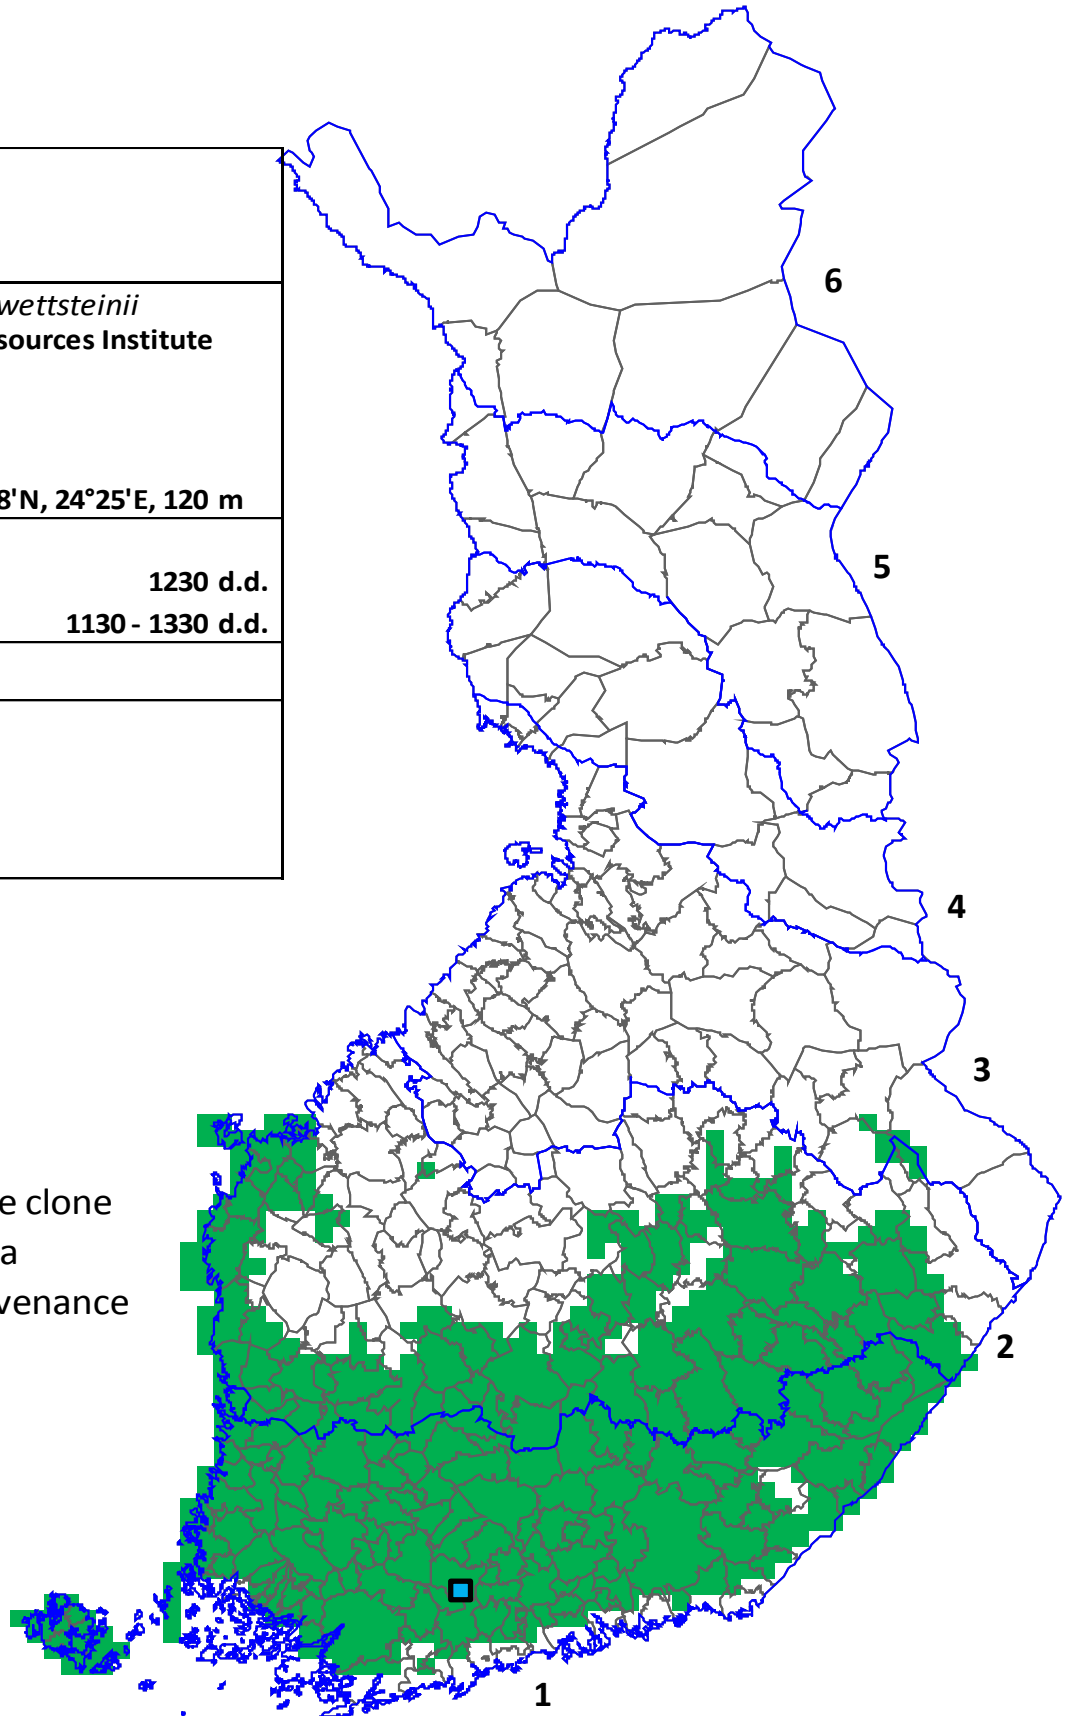 wettsteinii
sources Institute
8'N, 24°25'E, 120 m
1230 d.d.
1130 - 1330 d.d.
e clone
a
venance
6
5
4
3
2
1